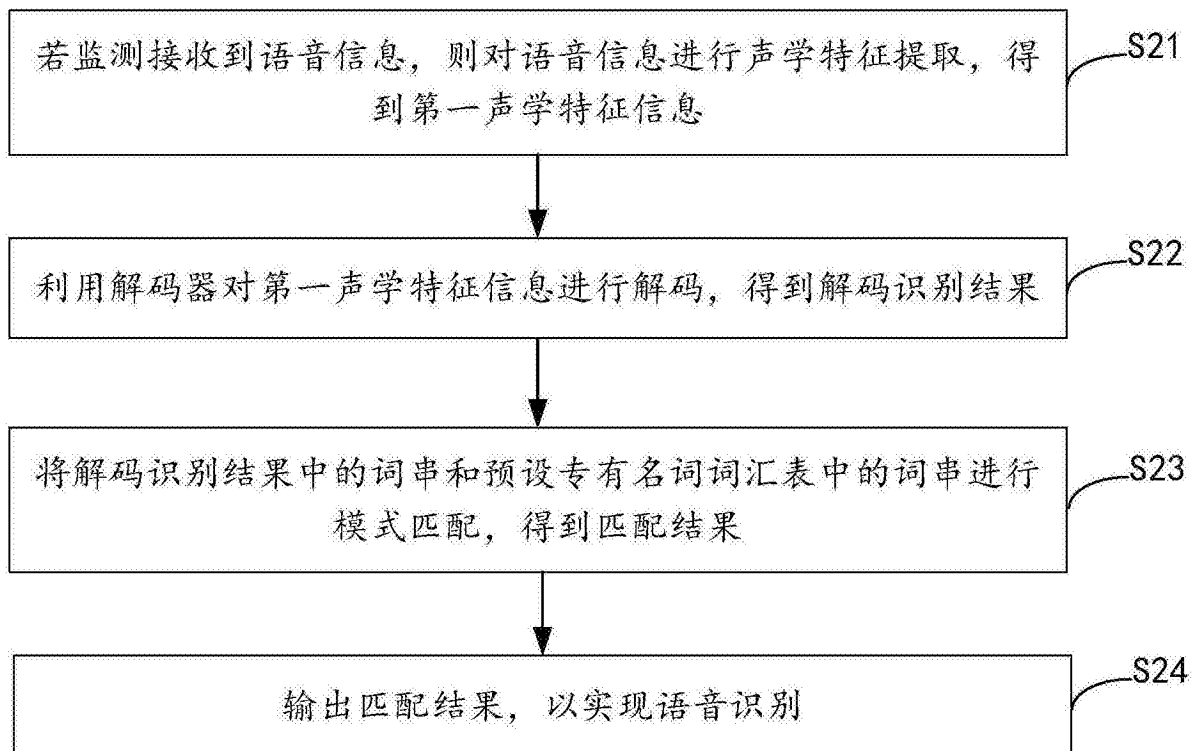 若监测接收到语音信息，则对语音信息进行声学特征提取，得
到第一声学特征信息
S21
利用解码器对第一声学特征信息进行解码，得到解码识别结果
S22
将解码识别结果中的词串和预设专有名词词汇表中的词串进行
模式匹配，得到匹配结果
S23
输出匹配结果，以实现语音识别
S24